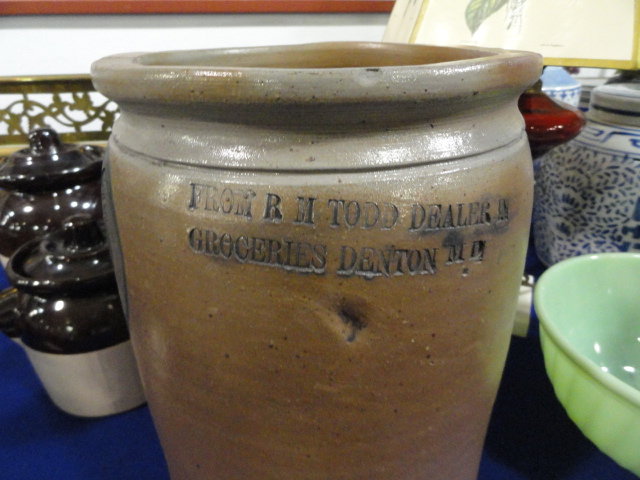 FROM R M TODD DEALER IN
GROCERIES DENTON MD